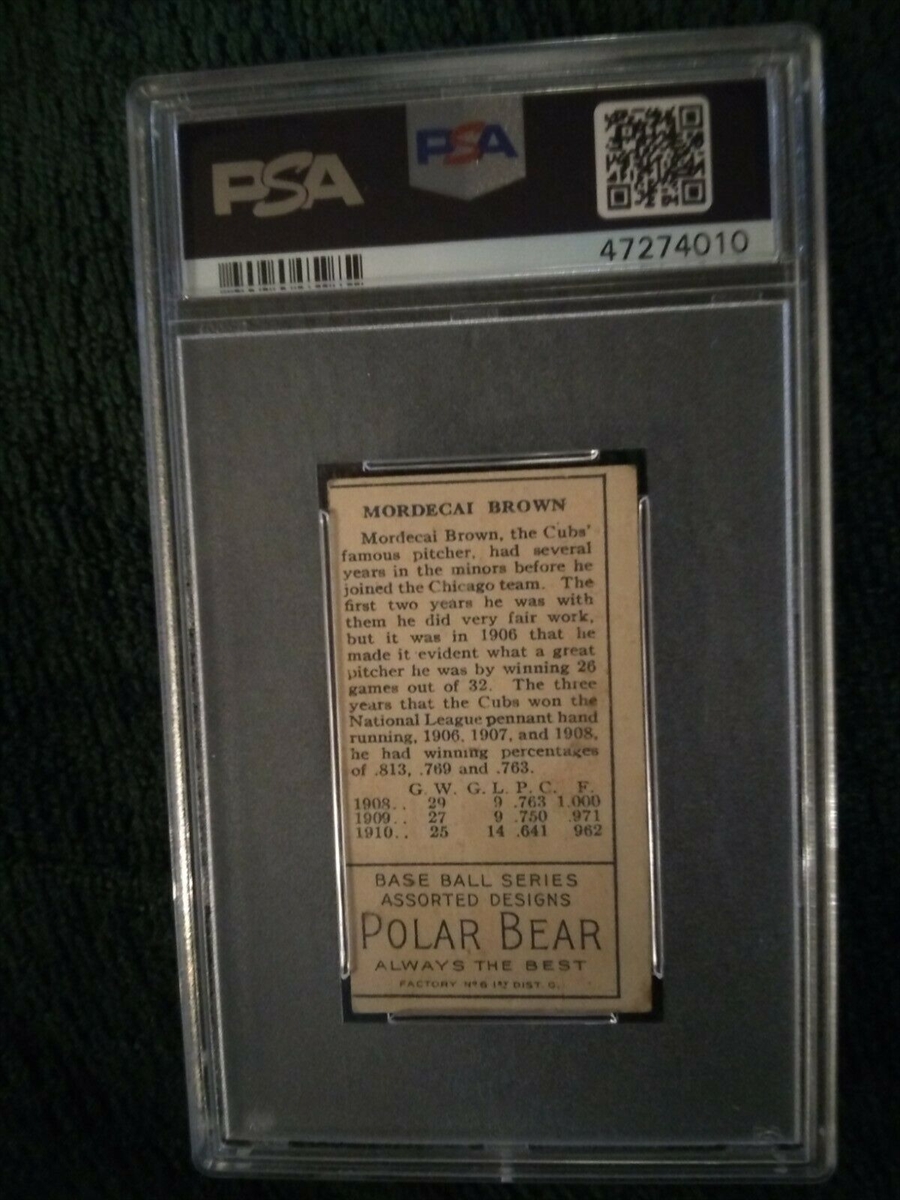 PSA
PSA
47274010
MORDECAI BROWN
Mordecai Brown, the Cubs'
famous pitcher, had several
years in the minors before he
joined the Chicago team. The
first two years he was with
them he did very fair work,
but it was in 1906 that he
made it evident what a great
pitcher he was by winning 26
games out of 32. The three
years that the Cubs won the
National League pennant hand
running, 1906, 1907, and 1908,
he had winning percentages
of .813, .769 and .763.
G. W. G. L. P. C. F.
1908.. 29 9 .763 1.000
1909.. 27 9 .750 .971
1910.. 25 14 .641 962
BASE BALL SERIES
ASSORTED DESIGNS
POLAR BEAR
ALWAYS THE BEST
FACTORY Nº 6 1ST DIST. O.